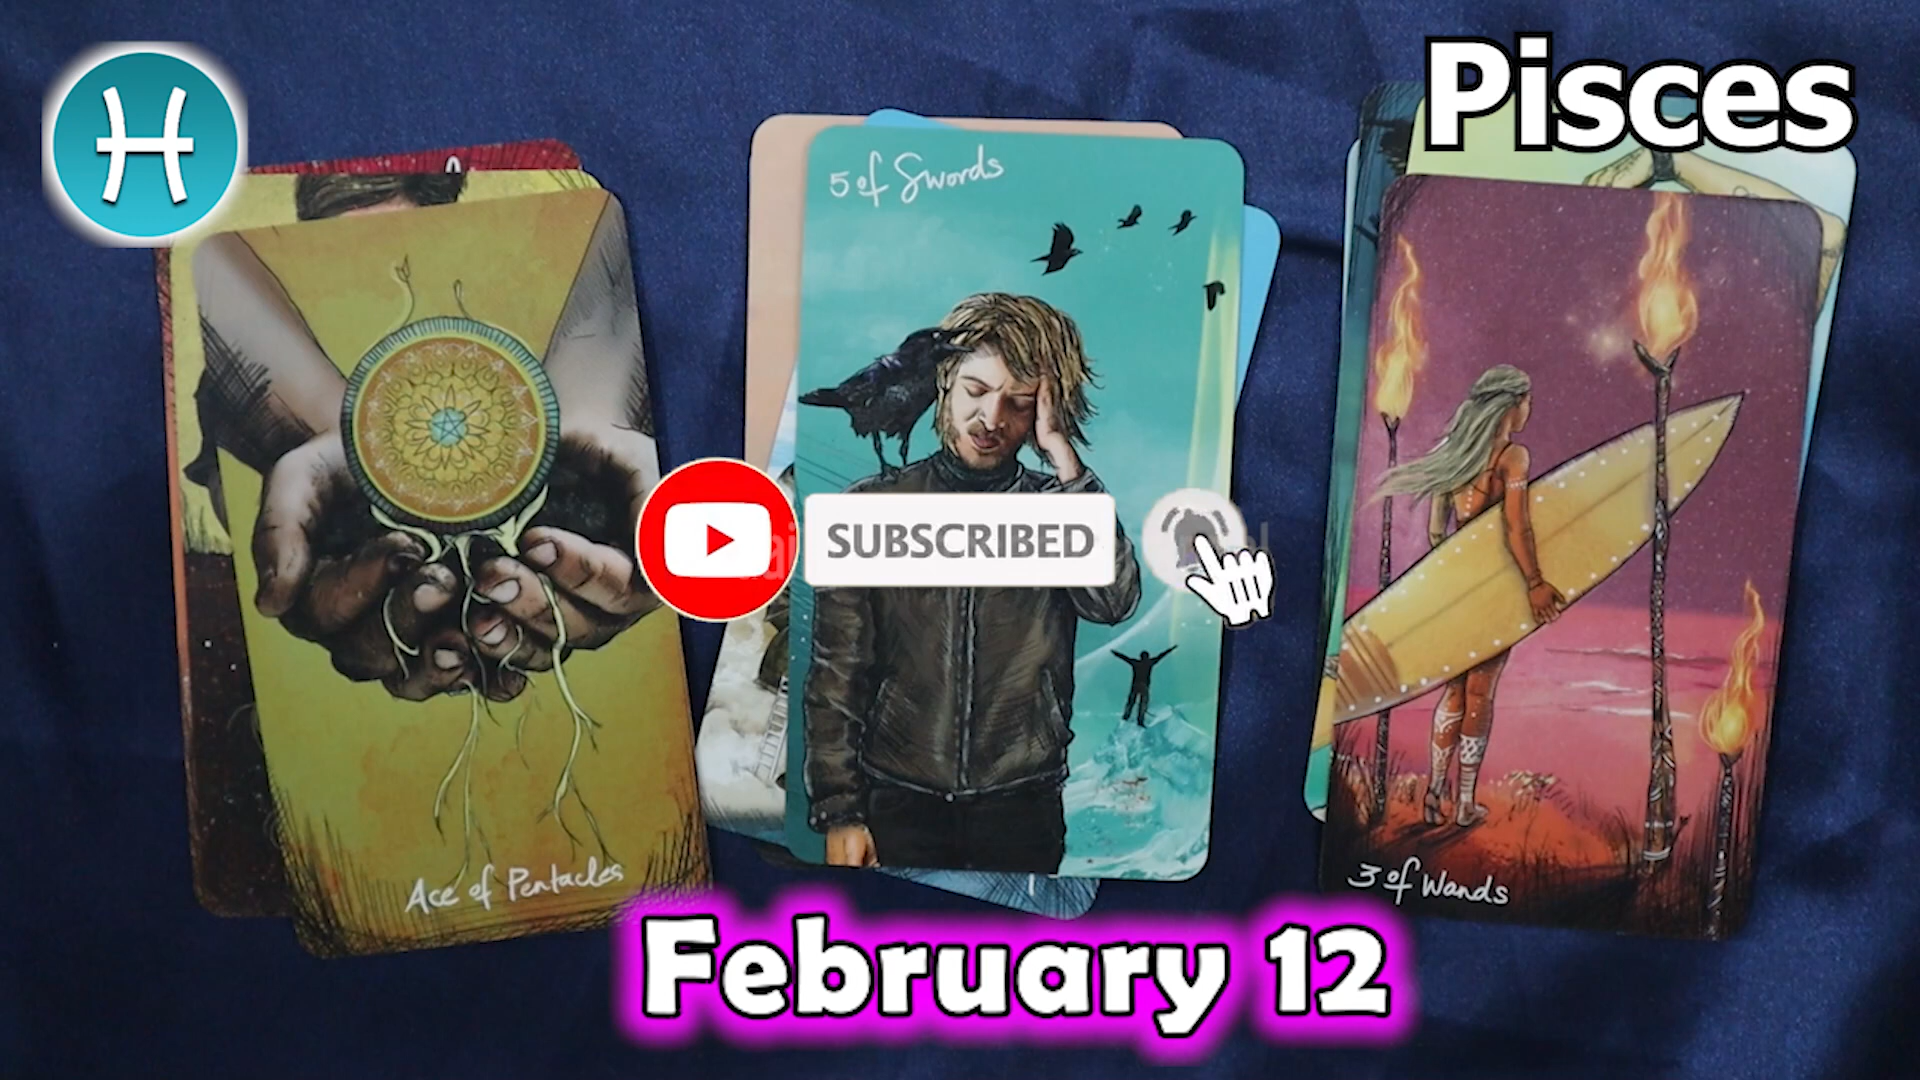 Pisces
5 of Swords
SUBSCRIBED
Ace of Pentacles
3 of Wands
February 12